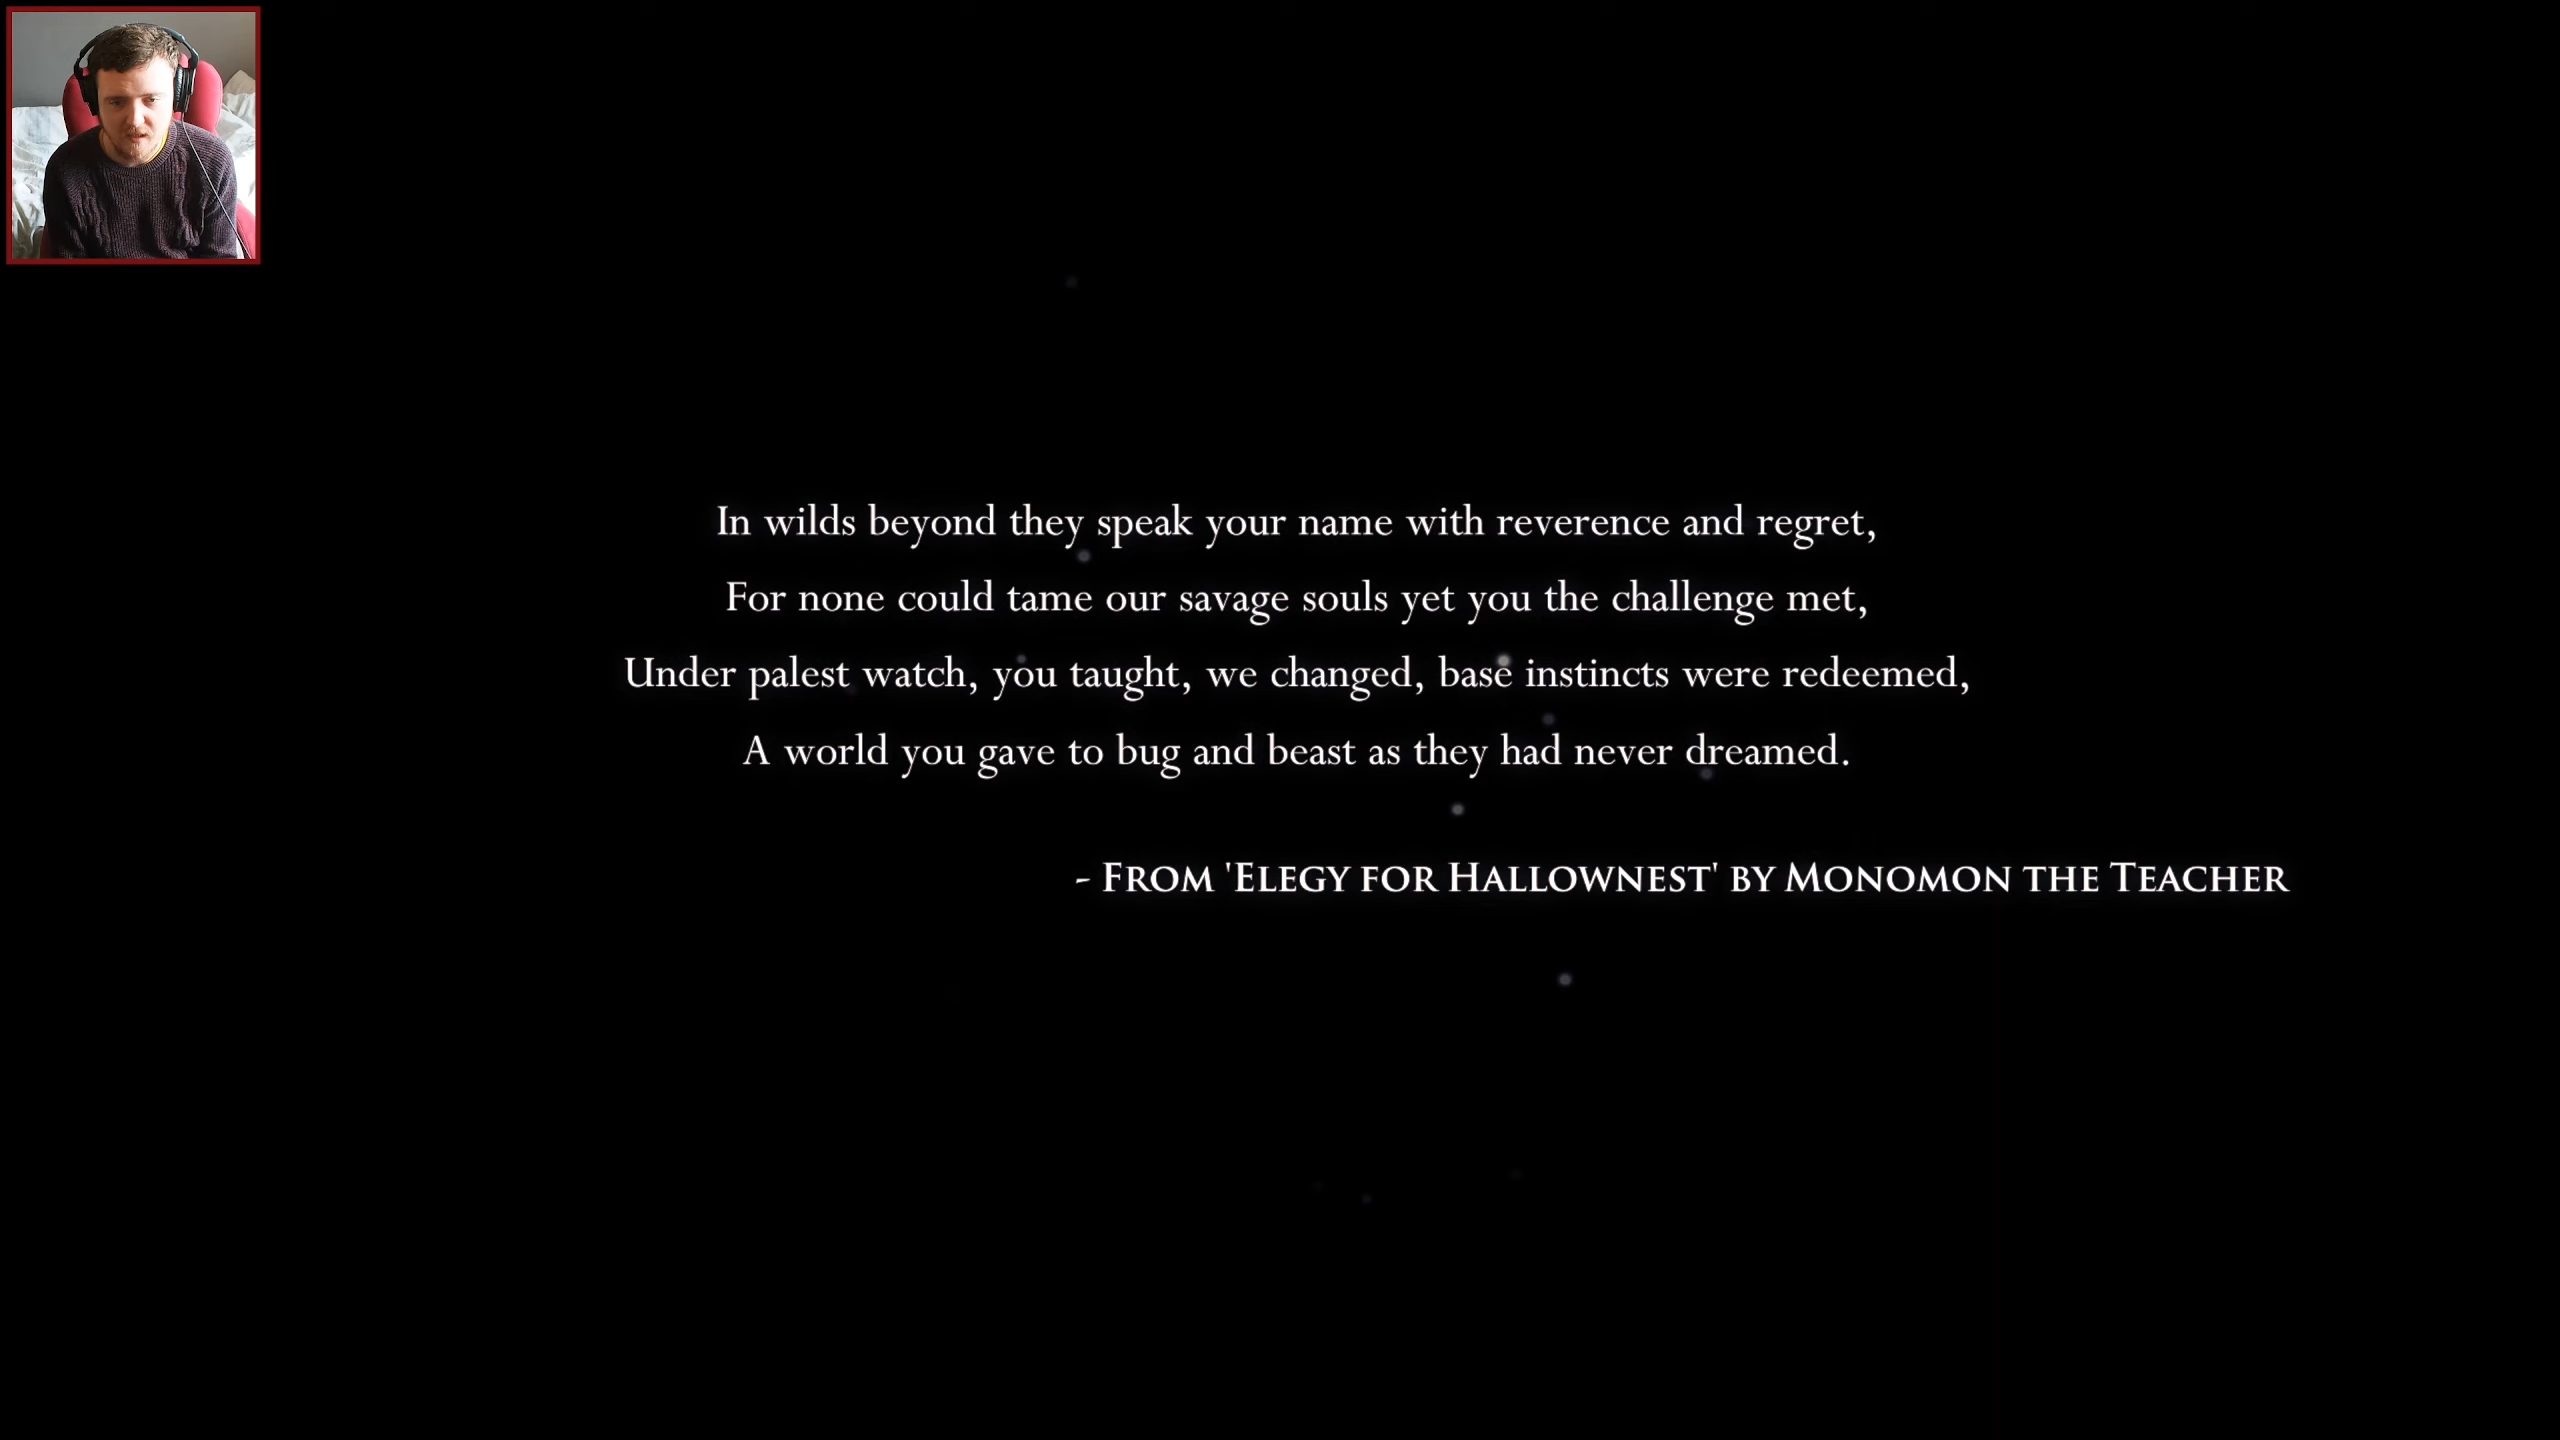 In wilds beyond they speak your name with reverence and regret,
For none could tame our savage souls yet you the challenge met,
Under palest watch, you taught, we changed, base instincts were redeemed,
A world you gave to bug and beast as they had never dreamed.
- From 'Elegy for Hallownest' by Monomon the Teacher